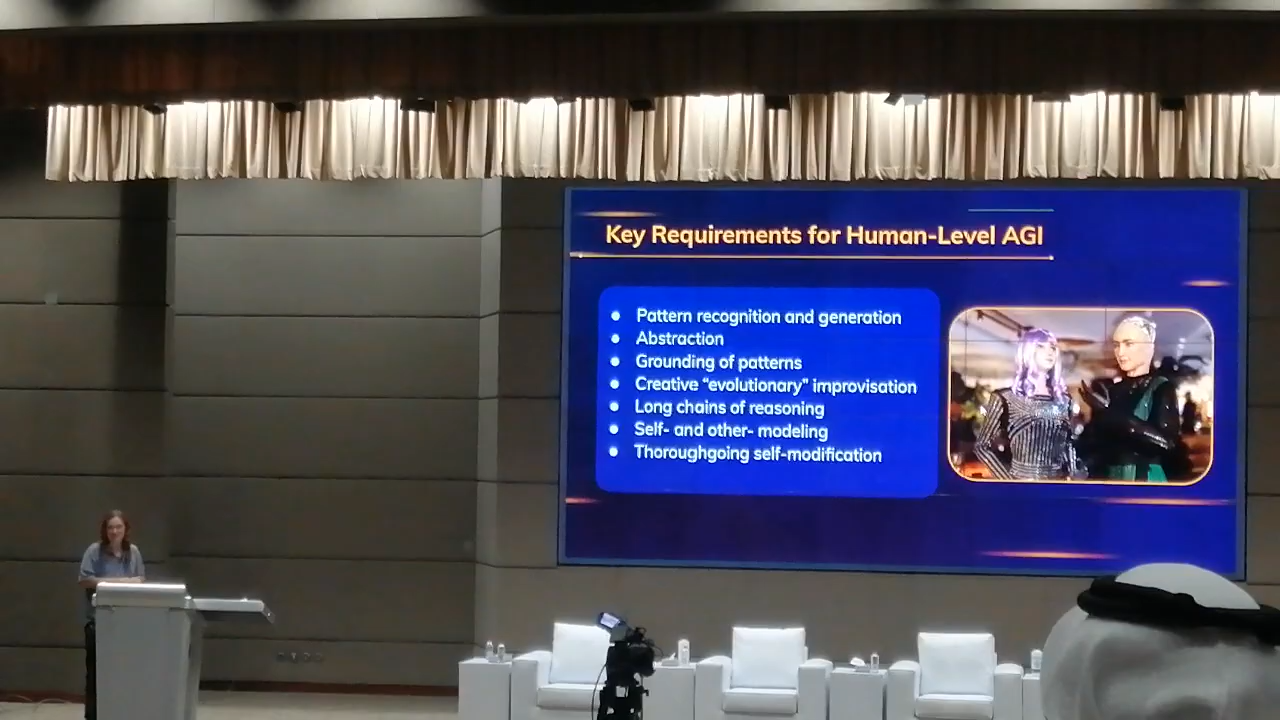 Key Requirements for Human-Level AGI
Pattern recognition and generation
Abstraction
Grounding of patterns
Creative “evolutionary” improvisation
Long chains of reasoning
Self- and other- modeling
Thoroughgoing self-modification